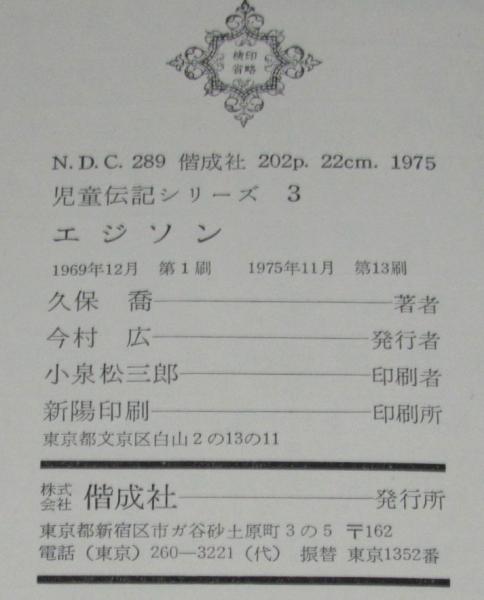 検印
省略
N.D.C. 289 偕成社 202p. 22cm. 1975
児童伝記シリーズ 3
エジソン
1969年12月 第1刷 1975年11月 第13刷
久保 喬────著者
今村 広────発行者
小泉松三郎────印刷者
新陽印刷────印刷所
東京都文京区白山2の13の11
株式会社 偕成社────発行所
東京都新宿区市ガ谷砂土原町3の5 〒162
電話(東京)260―3221(代) 振替 東京1352番